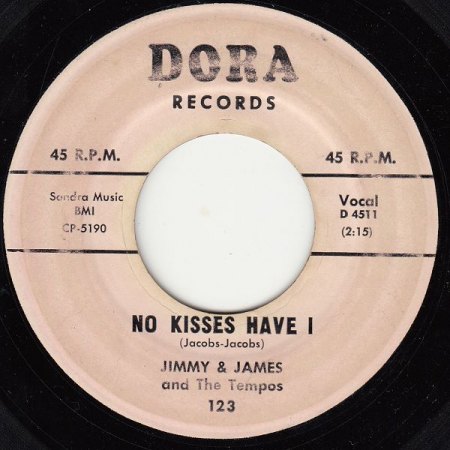 DORA
RECORDS
45 R.P.M.
45 R.P.M.
Sandra Music
BMI
CP-5190
Vocal
D 4511
(2:15)
NO KISSES HAVE I
(Jacobs-Jacobs)
JIMMY & JAMES
and The Tempos
123